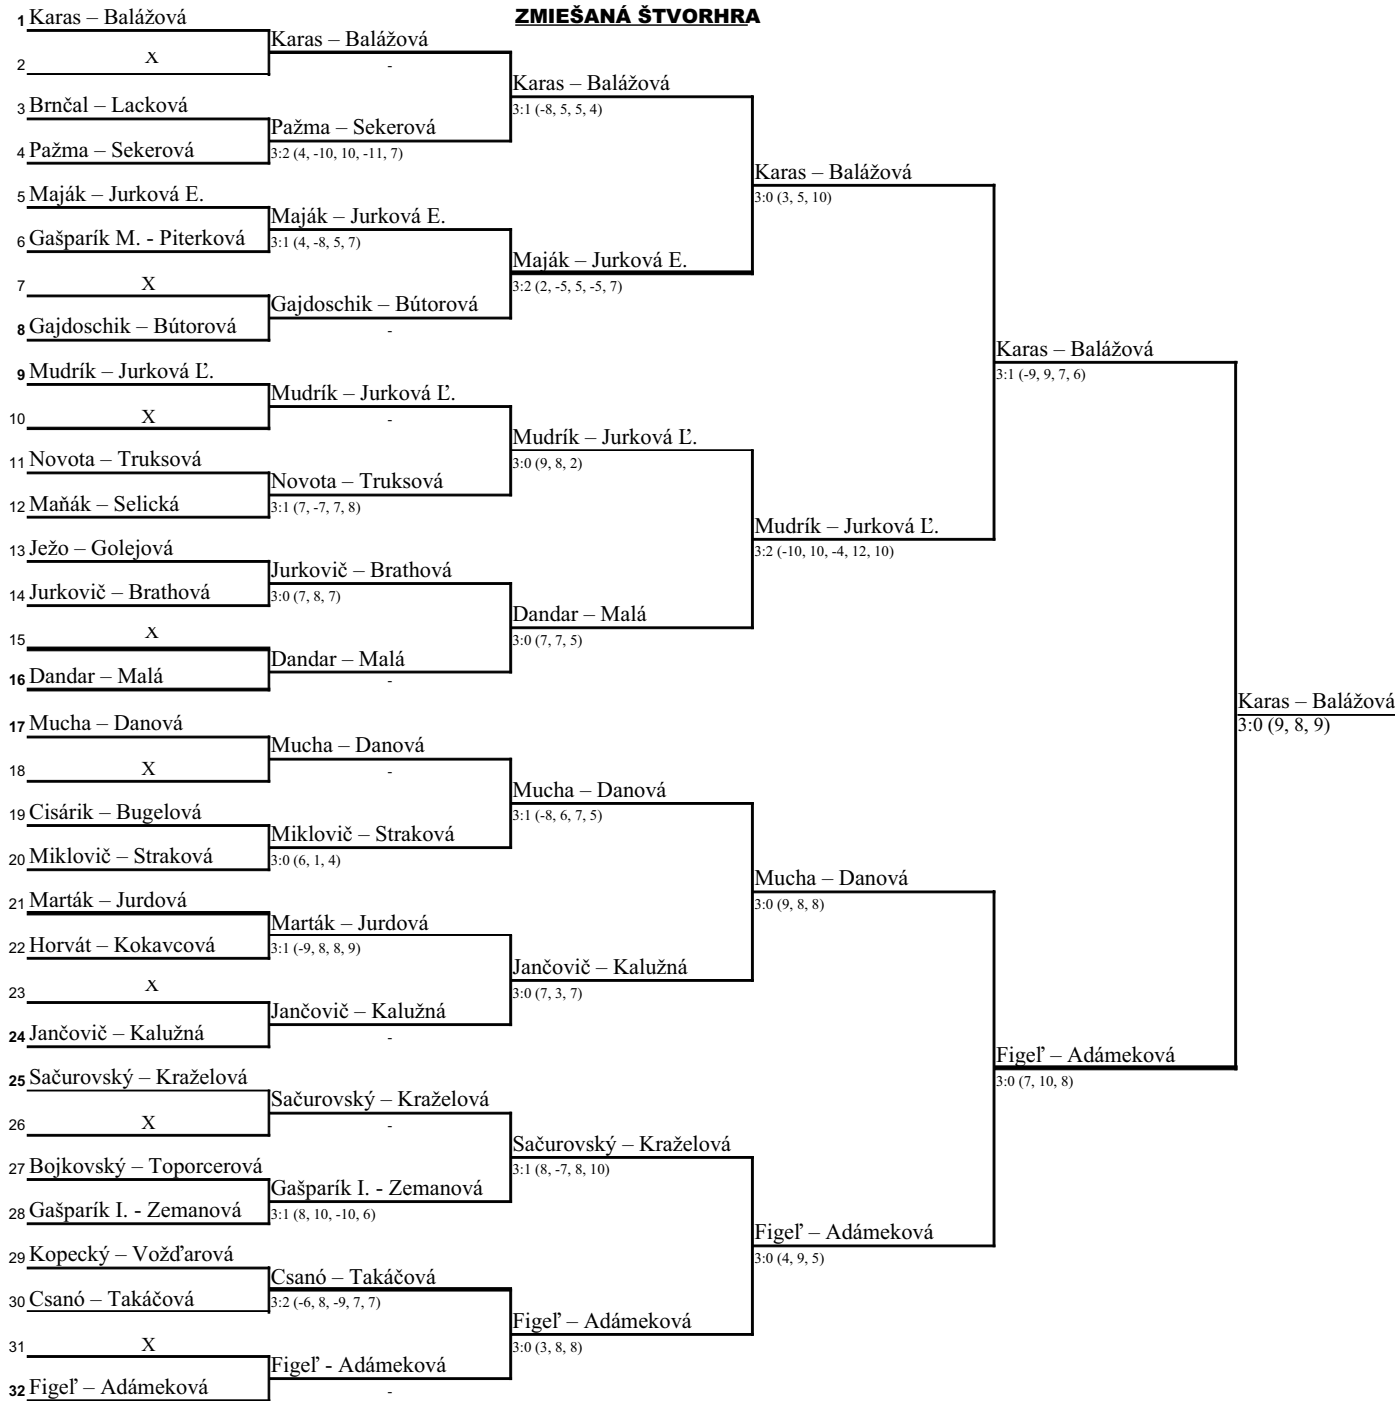 ZMIEŠANÁ ŠTVORHRA
1 Karas – Balážová
2 X
3 Brnčal – Lacková
4 Pažma – Sekerová
5 Maják – Jurková E.
6 Gašparík M. - Piterková
7 X
8 Gajdoschik – Bútorová
9 Mudrík – Jurková Ľ.
10 X
11 Novota – Truksová
12 Maňák – Selická
13 Ježo – Golejová
14 Jurkovič – Brathová
15 X
16 Dandar – Malá
17 Mucha – Danová
18 X
19 Cisárik – Bugelová
20 Miklovič – Straková
21 Marták – Jurdová
22 Horvát – Kokavcová
23 X
24 Jančovič – Kalužná
25 Sačurovský – Kraželová
26 X
27 Bojkovský – Toporcerová
28 Gašparík I. - Zemanová
29 Kopecký – Vožďarová
30 Csanó – Takáčová
31 X
32 Figeľ – Adámeková
Karas – Balážová
-
Pažma – Sekerová
3:2 (4, -10, 10, -11, 7)
Maják – Jurková E.
3:1 (4, -8, 5, 7)
Gajdoschik – Bútorová
-
Mudrík – Jurková Ľ.
-
Novota – Truksová
3:1 (7, -7, 7, 8)
Jurkovič – Brathová
3:0 (7, 8, 7)
Dandar – Malá
-
Mucha – Danová
-
Miklovič – Straková
3:0 (6, 1, 4)
Marták – Jurdová
3:1 (-9, 8, 8, 9)
Jančovič – Kalužná
-
Sačurovský – Kraželová
-
Gašparík I. - Zemanová
3:1 (8, 10, -10, 6)
Csanó – Takáčová
3:2 (-6, 8, -9, 7, 7)
Figeľ - Adámeková
-
Karas – Balážová
3:1 (-8, 5, 5, 4)
Maják – Jurková E.
3:2 (2, -5, 5, -5, 7)
Mudrík – Jurková Ľ.
3:0 (9, 8, 2)
Dandar – Malá
3:0 (7, 7, 5)
Mucha – Danová
3:1 (-8, 6, 7, 5)
Jančovič – Kalužná
3:0 (7, 3, 7)
Sačurovský – Kraželová
3:1 (8, -7, 8, 10)
Figeľ – Adámeková
3:0 (3, 8, 8)
Karas – Balážová
3:0 (3, 5, 10)
Mudrík – Jurková Ľ.
3:2 (-10, 10, -4, 12, 10)
Mucha – Danová
3:0 (9, 8, 8)
Figeľ – Adámeková
3:0 (4, 9, 5)
Karas – Balážová
3:1 (-9, 9, 7, 6)
Figeľ – Adámeková
3:0 (7, 10, 8)
Karas – Balážová
3:0 (9, 8, 9)